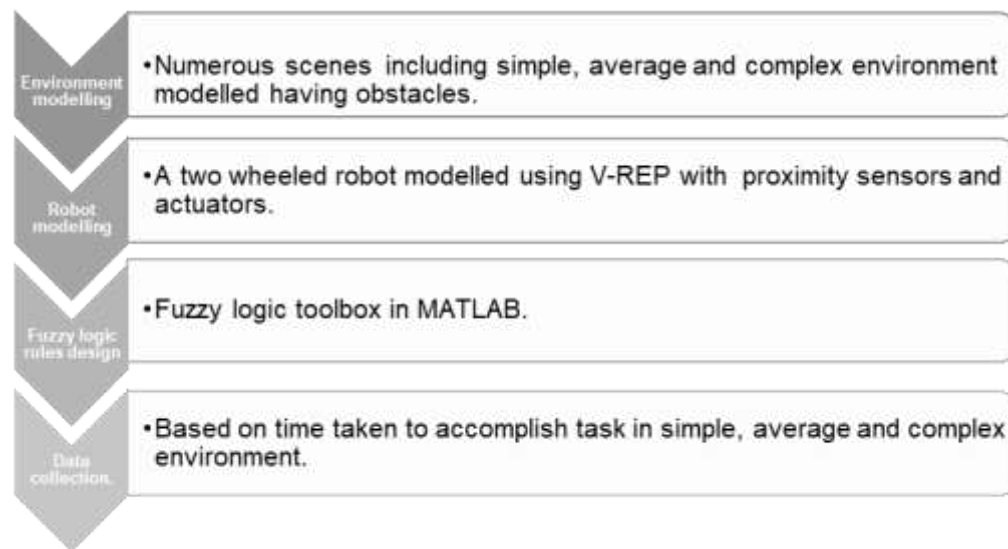 Environment
modelling
•Numerous scenes including simple, average and complex environment
modelled having obstacles.
Robot
modelling
•A two wheeled robot modelled using V-REP with proximity sensors and
actuators.
Fuzzy logic
rules design
•Fuzzy logic toolbox in MATLAB.
Data
collection.
•Based on time taken to accomplish task in simple, average and complex
environment.